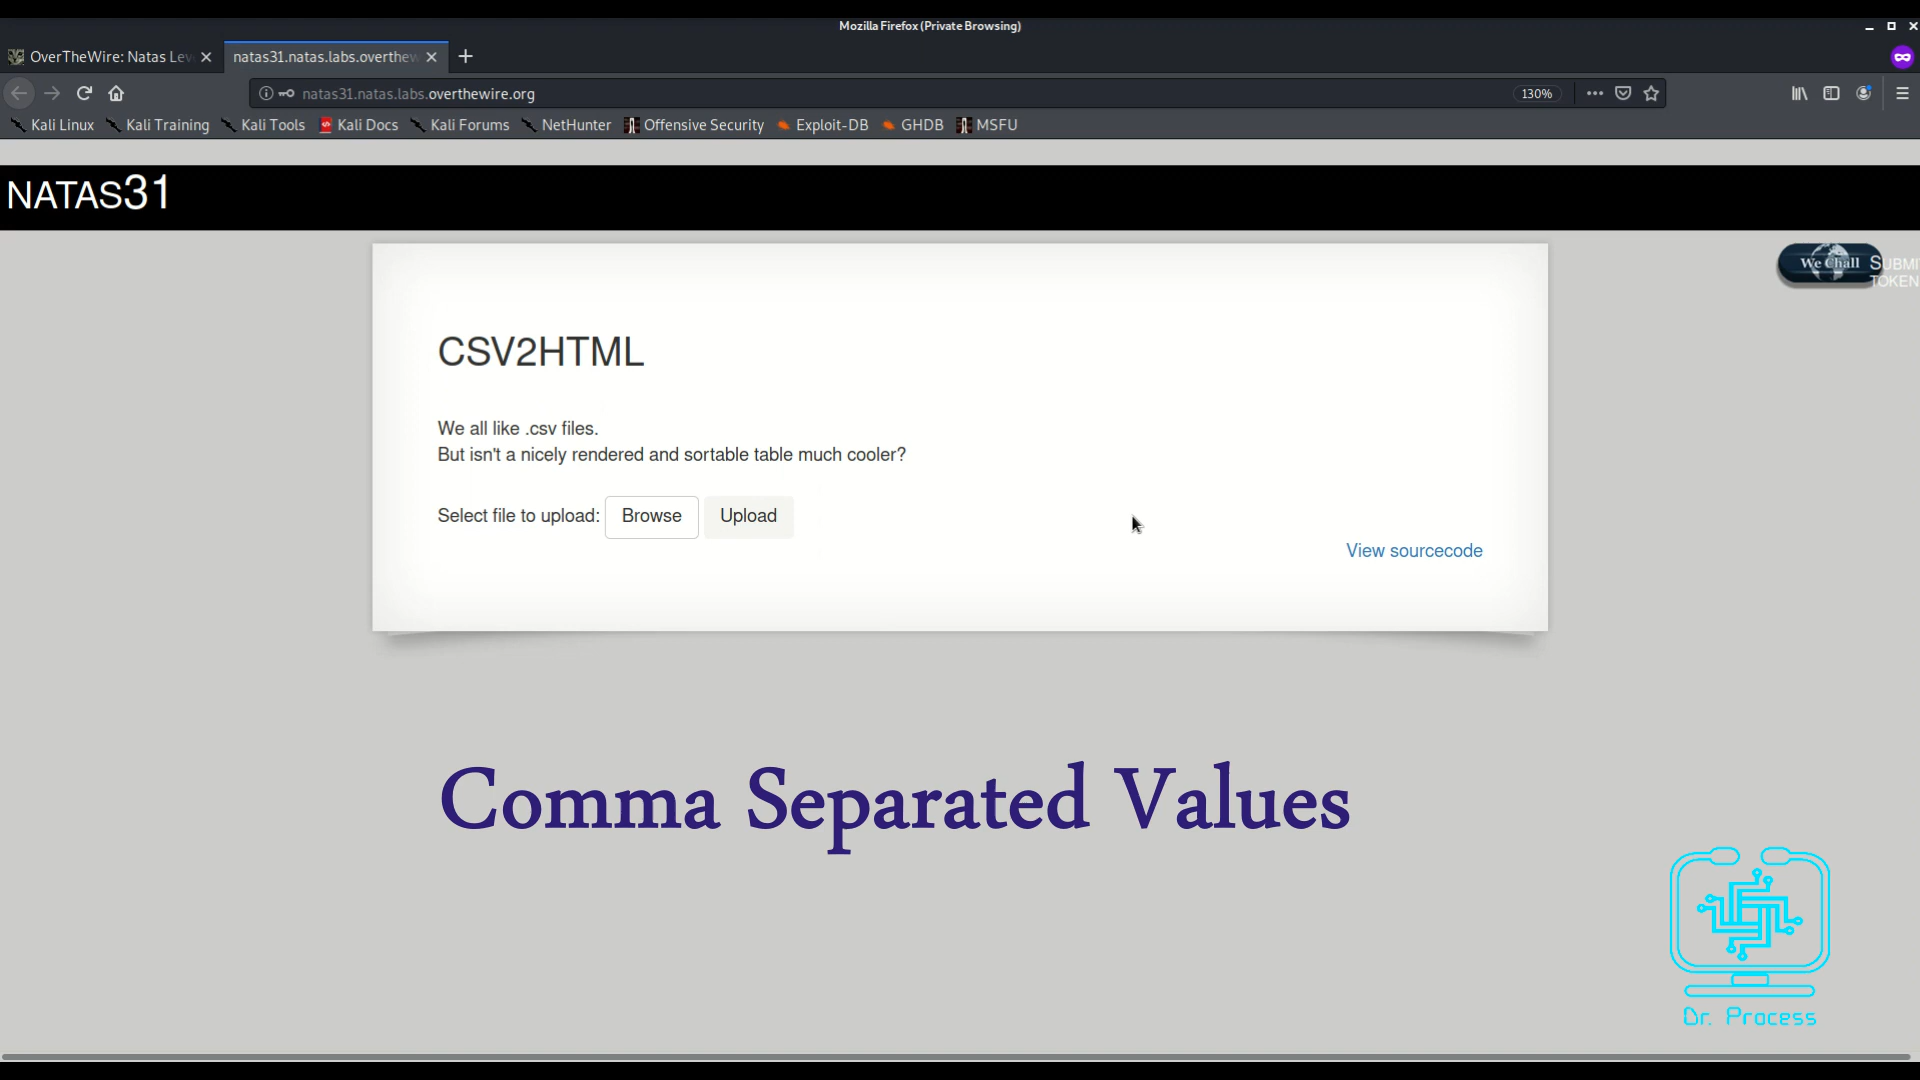 Mozilla Firefox (Private Browsing)
OverTheWire: Natas Lev
natas31.natas.labs.overthew
natas31.natas.labs.overthewire.org
130%
Kali Linux
Kali Training
Kali Tools
Kali Docs
Kali Forums
NetHunter
Offensive Security
Exploit-DB
GHDB
MSFU
NATAS31
We Chall
SUBMI
TOKEN
CSV2HTML
We all like .csv files.
But isn't a nicely rendered and sortable table much cooler?
Select file to upload: Browse Upload
View sourcecode
Comma Separated Values
Dr. Process